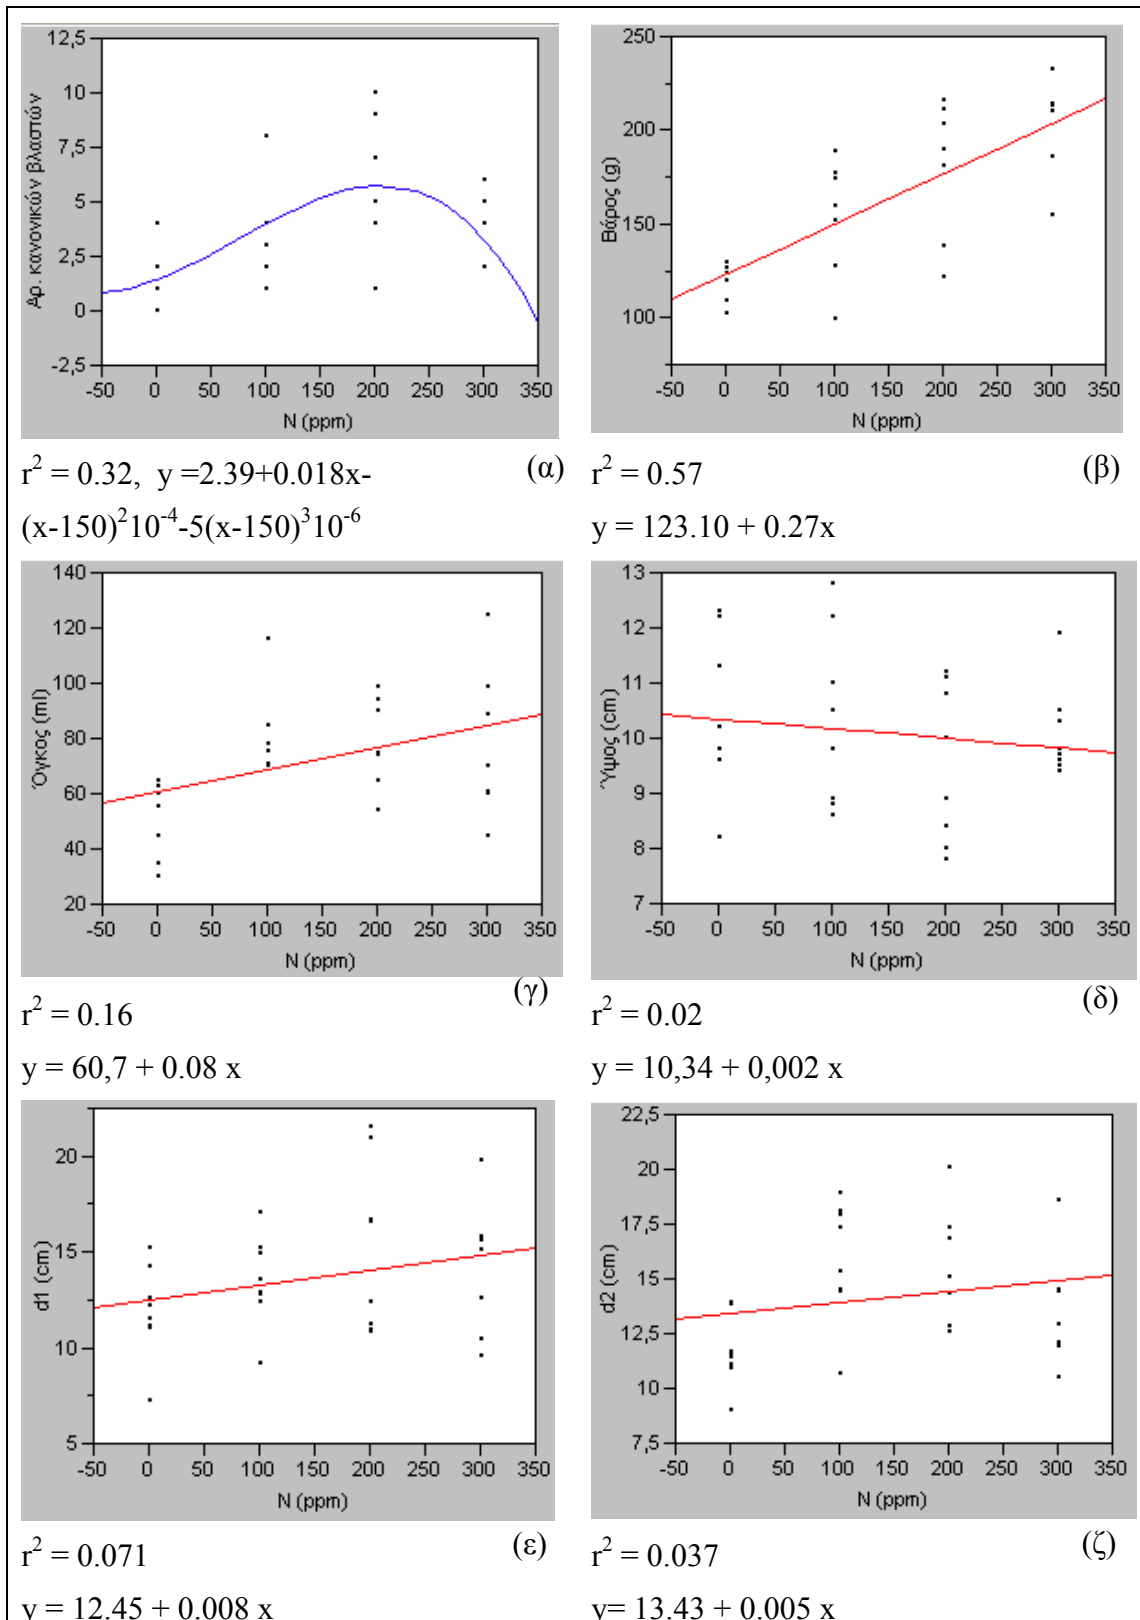 12,5
10
7,5
5
2,5
0
-2,5
Αρ. κανονικών βλαστών
-50 0 50 100 150 200 250 300 350
N (ppm)
250
200
150
100
Βάρος (g)
-50 0 50 100 150 200 250 300 350
N (ppm)
r² = 0.32, y =2.39+0.018x-
(x-150)²10⁻⁴-5(x-150)³10⁻⁶
(α)
r² = 0.57
y = 123.10 + 0.27x
(β)
140
120
100
80
60
40
20
Όγκος (ml)
-50 0 50 100 150 200 250 300 350
N (ppm)
13
12
11
10
9
8
7
Ύψος (cm)
-50 0 50 100 150 200 250 300 350
N (ppm)
r² = 0.16
y = 60,7 + 0.08 x
(γ)
r² = 0.02
y = 10,34 + 0,002 x
(δ)
20
15
10
5
d1 (cm)
-50 0 50 100 150 200 250 300 350
N (ppm)
22,5
20
17,5
15
12,5
10
7,5
d2 (cm)
-50 0 50 100 150 200 250 300 350
N (ppm)
r² = 0.071
y = 12.45 + 0.008 x
(ε)
r² = 0.037
y= 13.43 + 0.005 x
(ζ)